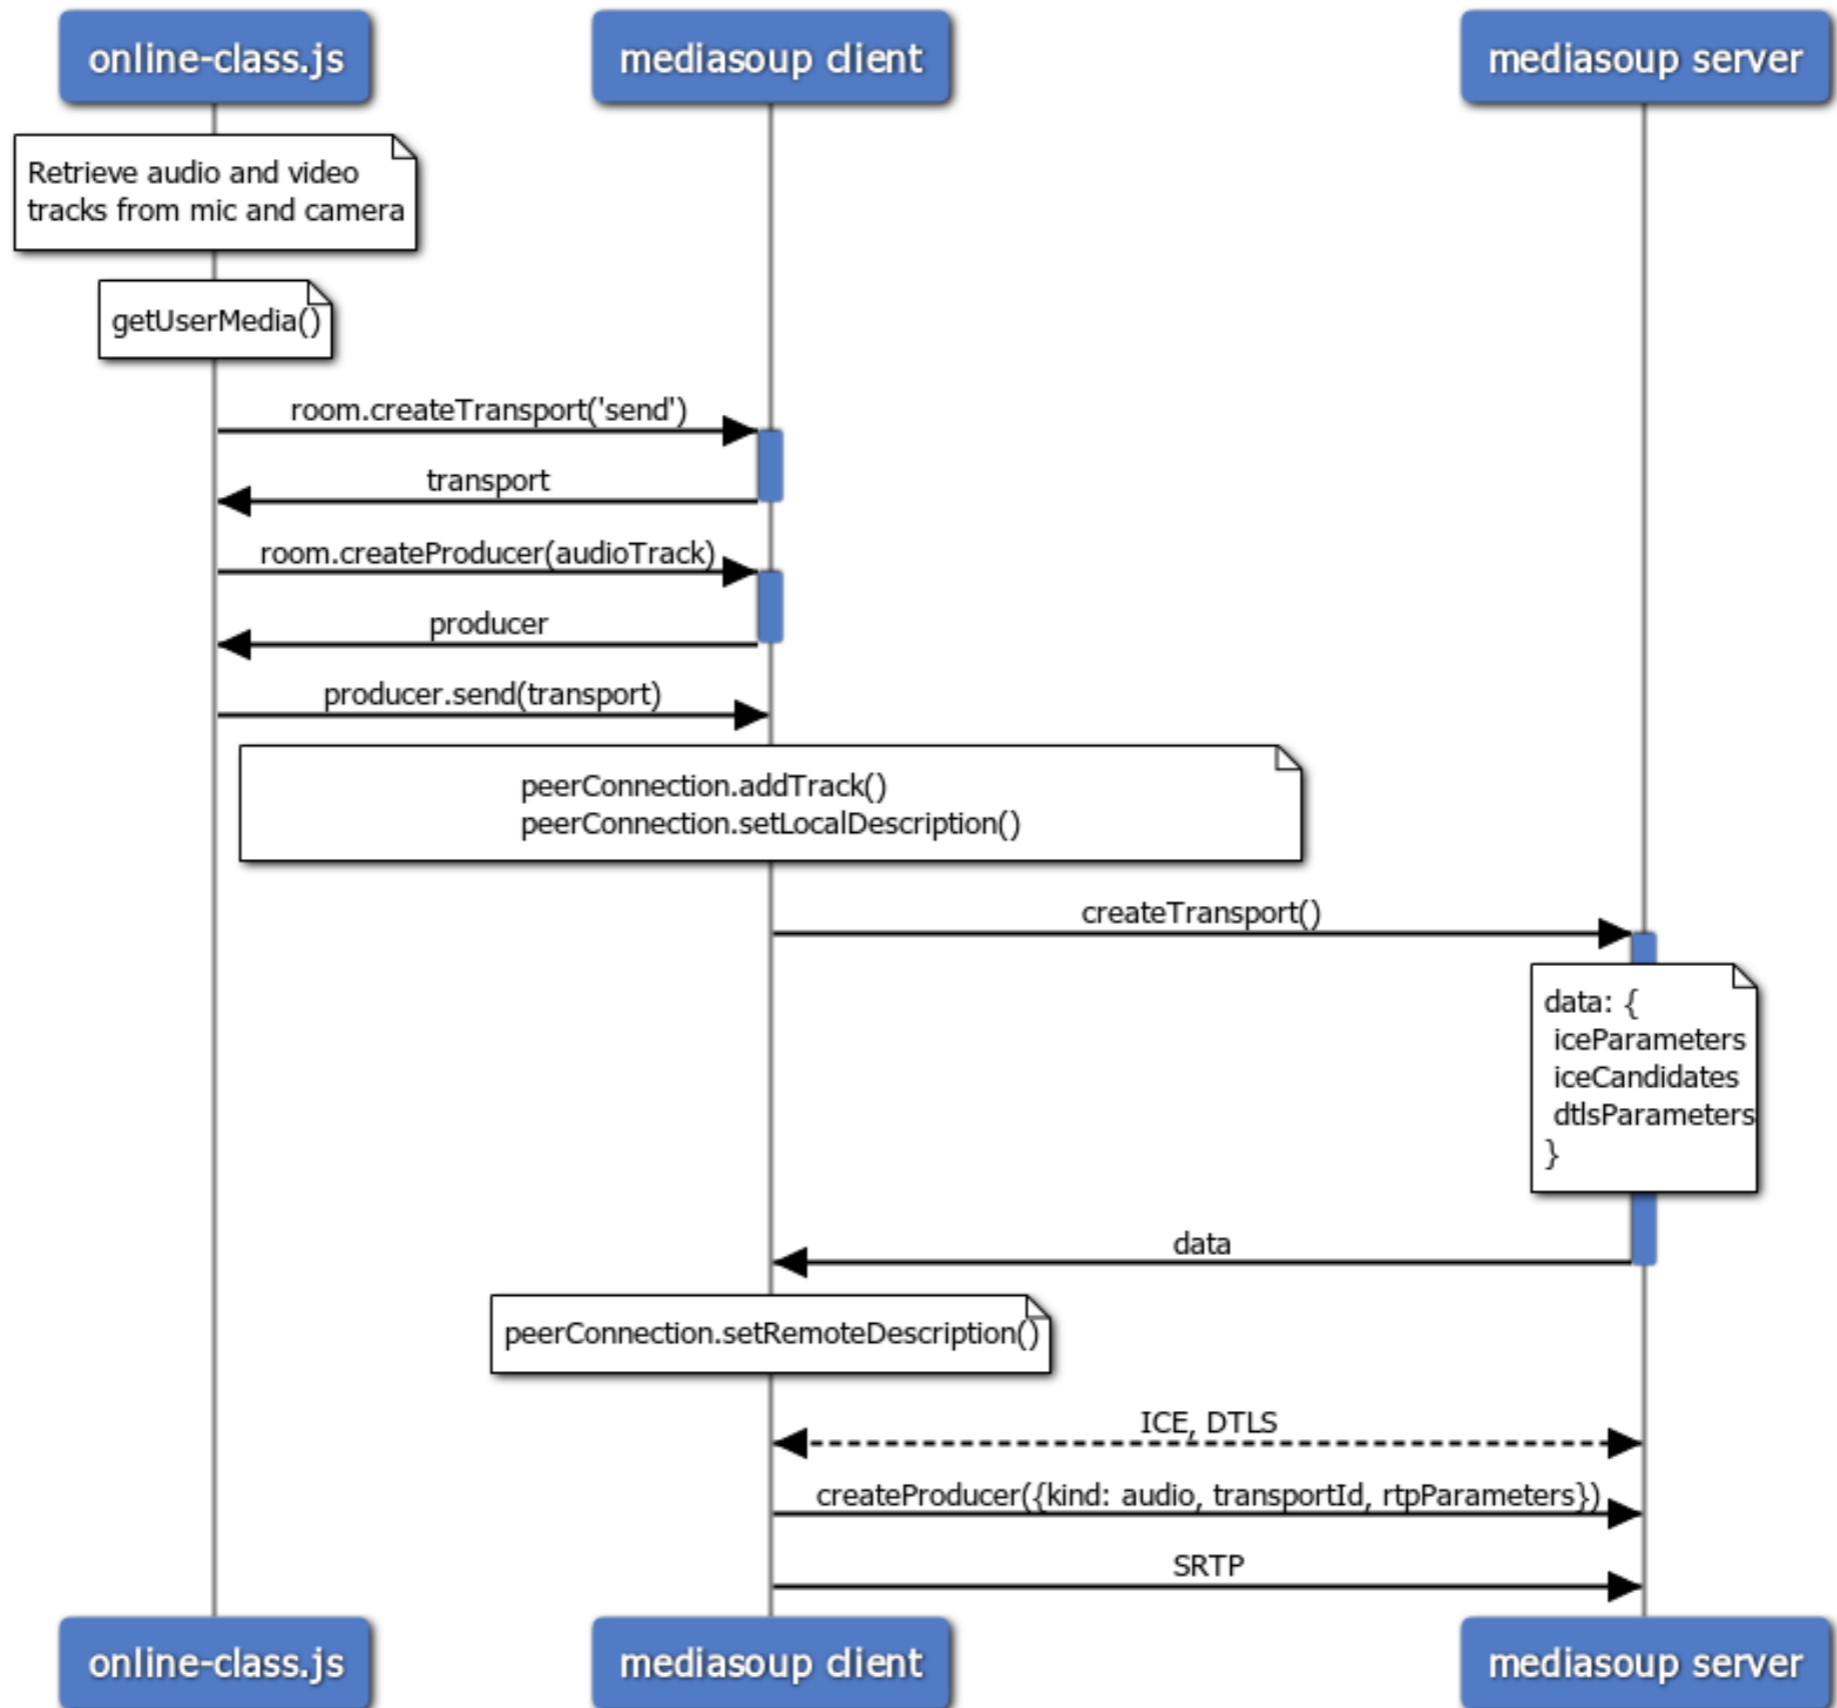 online-class.js
mediasoup client
mediasoup server
Retrieve audio and video
tracks from mic and camera
getUserMedia()
room.createTransport('send')
transport
room.createProducer(audioTrack)
producer
producer.send(transport)
peerConnection.addTrack()
peerConnection.setLocalDescription()
createTransport()
data: {
iceParameters
iceCandidates
dtlsParameters
}
data
peerConnection.setRemoteDescription()
ICE, DTLS
createProducer({kind: audio, transportId, rtpParameters})
SRTP
online-class.js
mediasoup client
mediasoup server